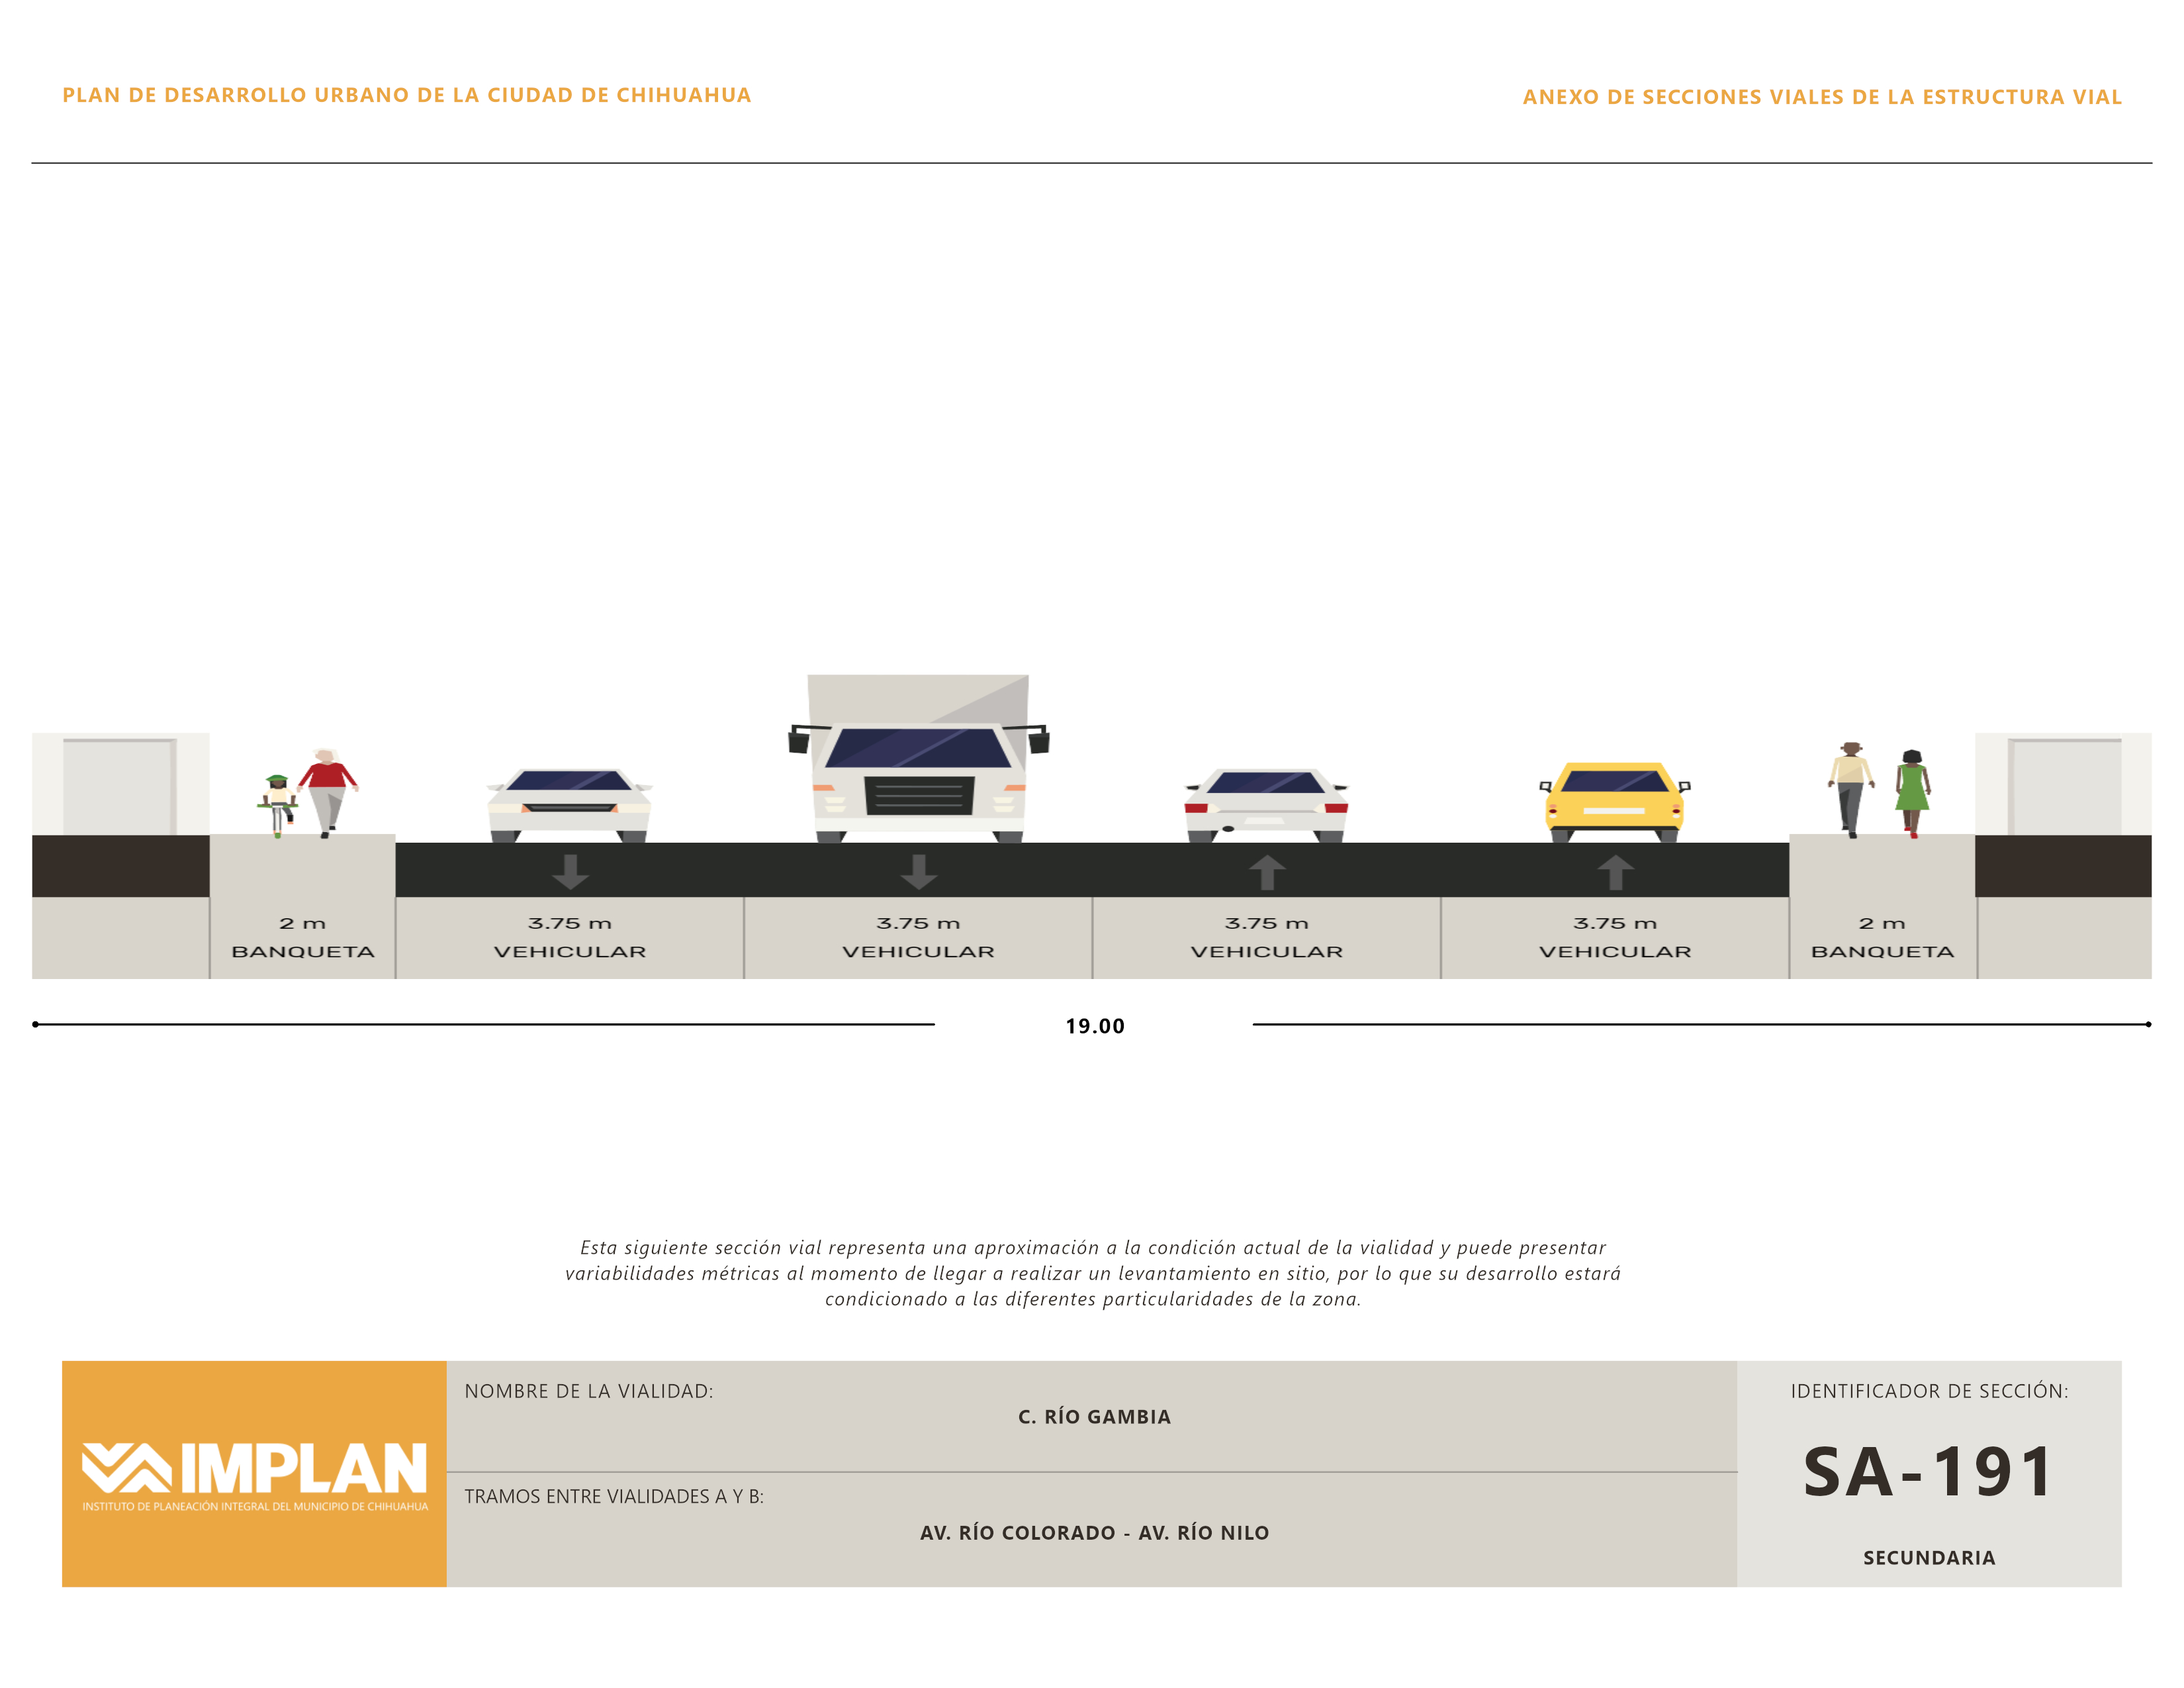 PLAN DE DESARROLLO URBANO DE LA CIUDAD DE CHIHUAHUA
ANEXO DE SECCIONES VIALES DE LA ESTRUCTURA VIAL
2 m
BANQUETA
3.75 m
VEHICULAR
3.75 m
VEHICULAR
3.75 m
VEHICULAR
3.75 m
VEHICULAR
2 m
BANQUETA
19.00
Esta siguiente sección vial representa una aproximación a la condición actual de la vialidad y puede presentar
variabilidades métricas al momento de llegar a realizar un levantamiento en sitio, por lo que su desarrollo estará
condicionado a las diferentes particularidades de la zona.
IMPLAN
INSTITUTO DE PLANEACIÓN INTEGRAL DEL MUNICIPIO DE CHIHUAHUA
NOMBRE DE LA VIALIDAD:
C. RÍO GAMBIA
TRAMOS ENTRE VIALIDADES A Y B:
AV. RÍO COLORADO - AV. RÍO NILO
IDENTIFICADOR DE SECCIÓN:
SA-191
SECUNDARIA